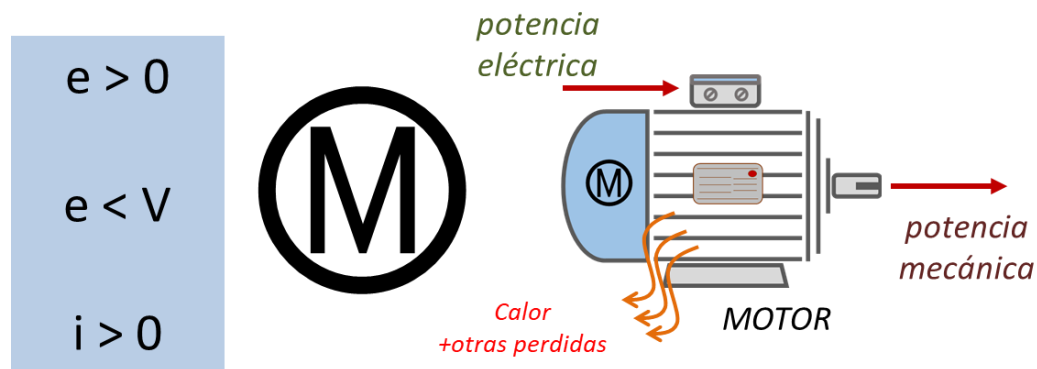 e > 0
e < V
i > 0
M
potencia
eléctrica
M
potencia
mecánica
Calor
+otras perdidas
MOTOR